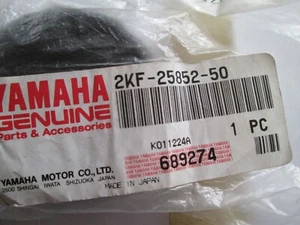 YAMAHA
GENUINE
Parts & Accessories
2KF-25852-50
K011224A
1 PC
689274
YAMAHA MOTOR CO., LTD.
2500 SHINGAI IWATA SHIZUOKA JAPAN
MADE IN JAPAN